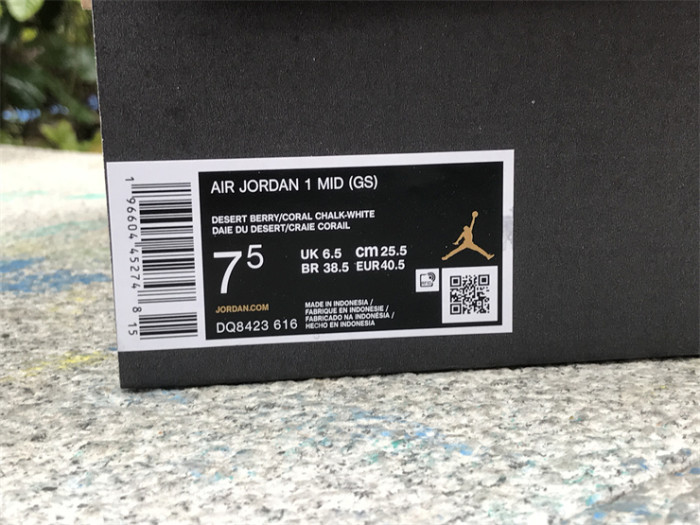 AIR JORDAN 1 MID (GS)
DESERT BERRY/CORAL CHALK-WHITE
DAIE DU DESERT/CRAIE CORAIL
7 5
UK 6.5 cm 25.5
BR 38.5 EUR 40.5
JORDAN.COM
DQ8423 616
MADE IN INDONESIA /
FABRIQUE EN INDONESIE /
FABRICADO NA INDONÉSIA /
HECHO EN INDONESIA
1 96604 45274 8 15